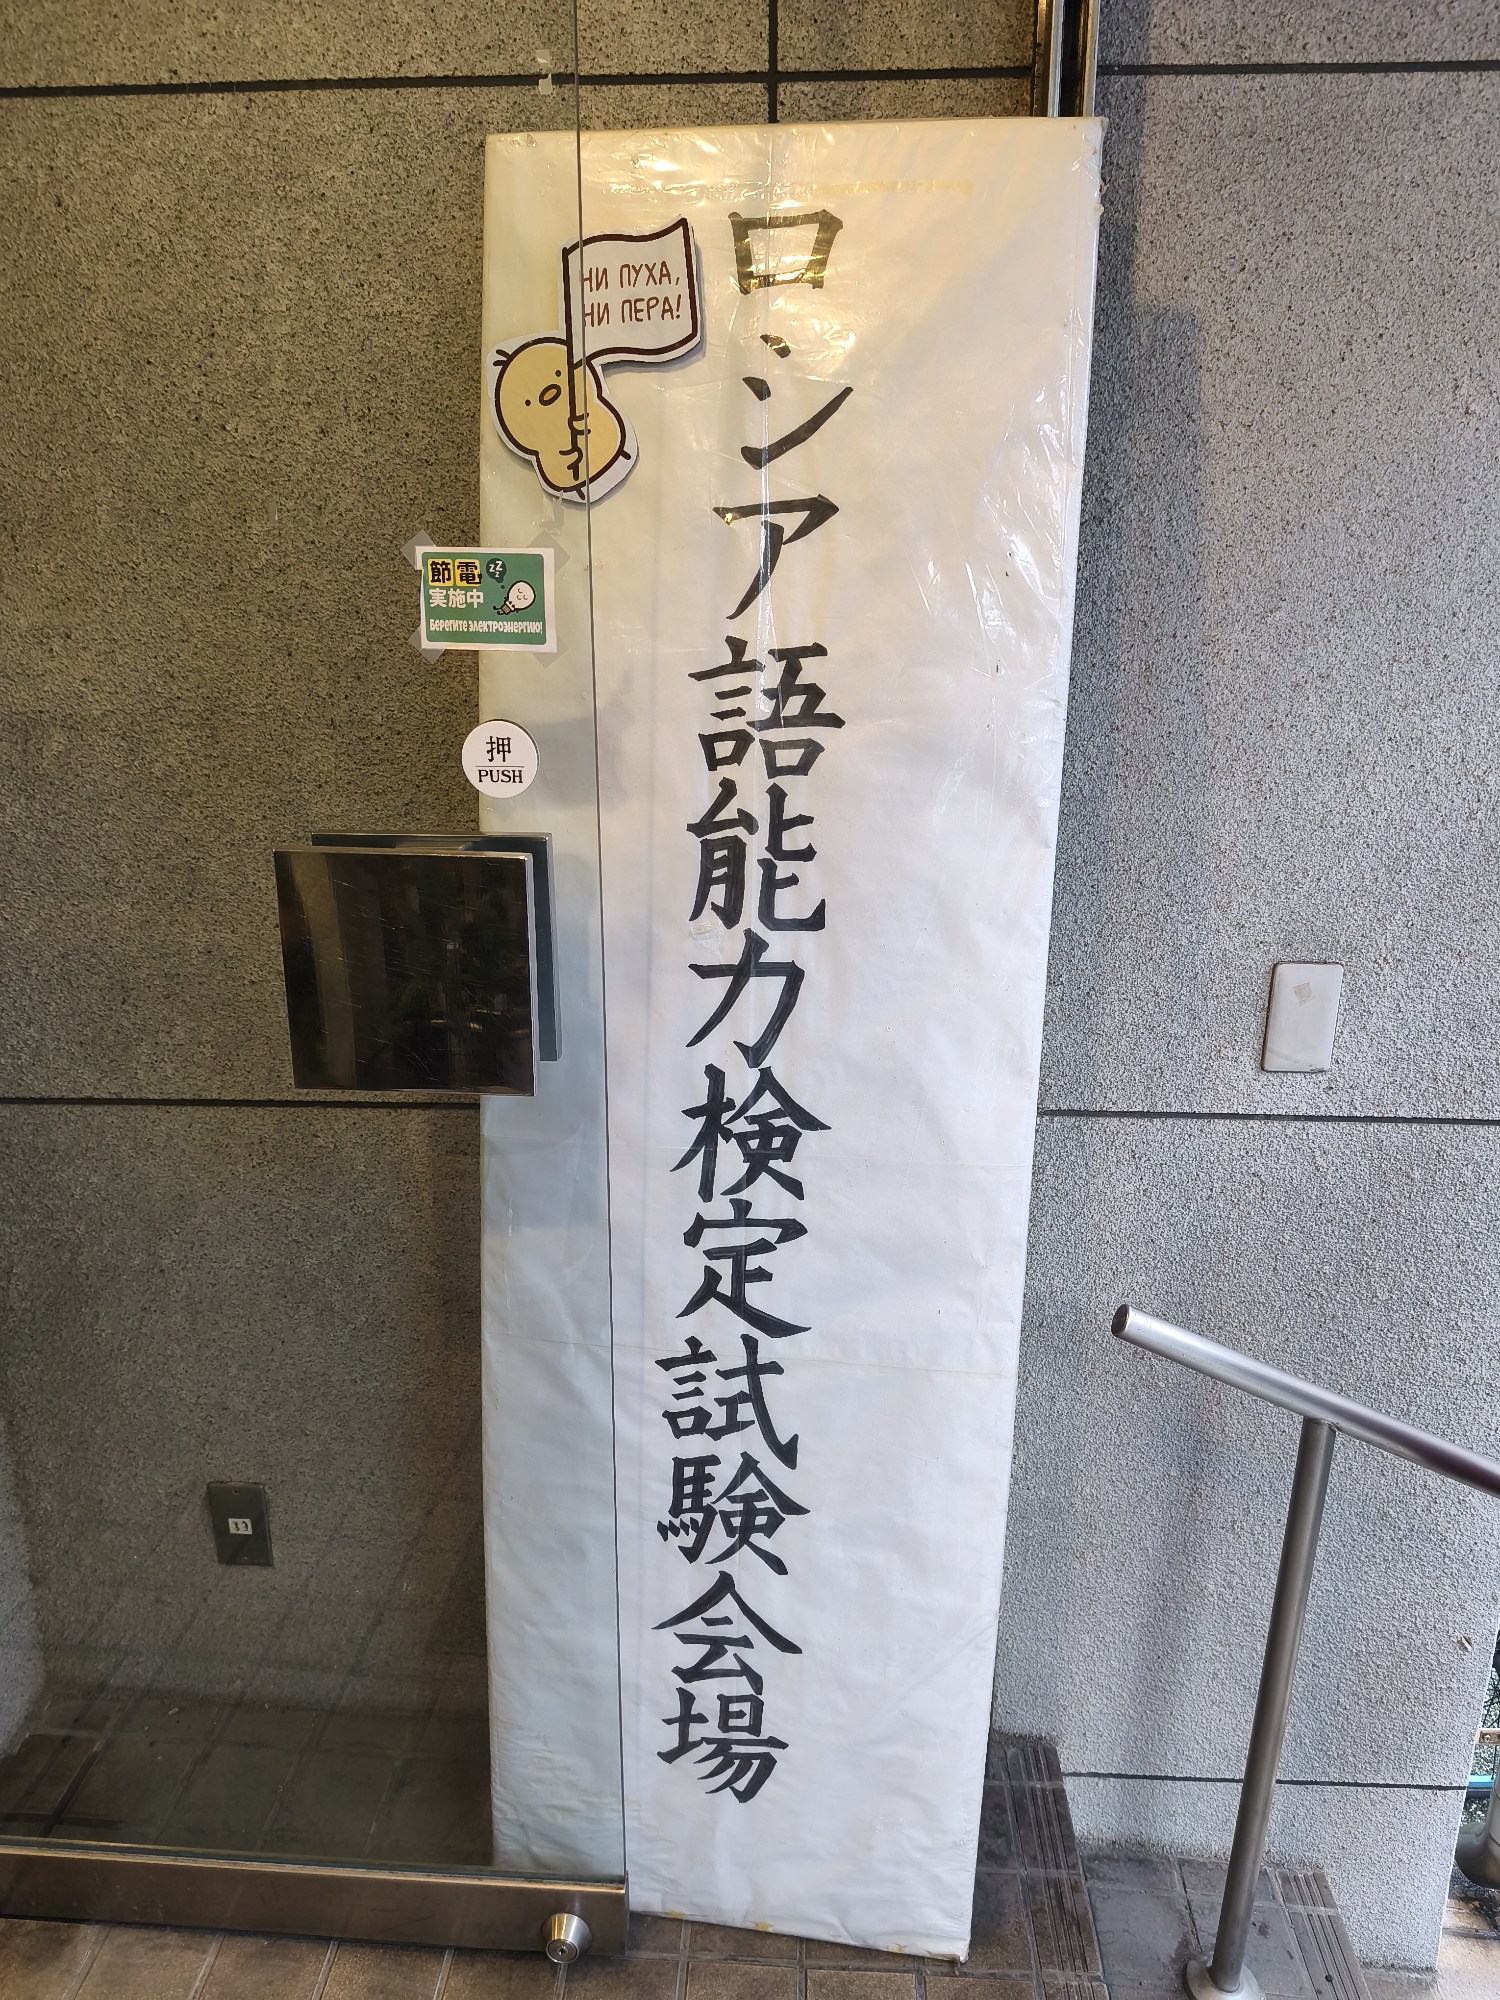 ロシア語能力検定試験会場
НИ ПУХА,
НИ ПЕРА!
節電
zzz
実施中
БЕРЕГИТЕ ЭЛЕКТРОЭНЕРГИЮ!
押
PUSH